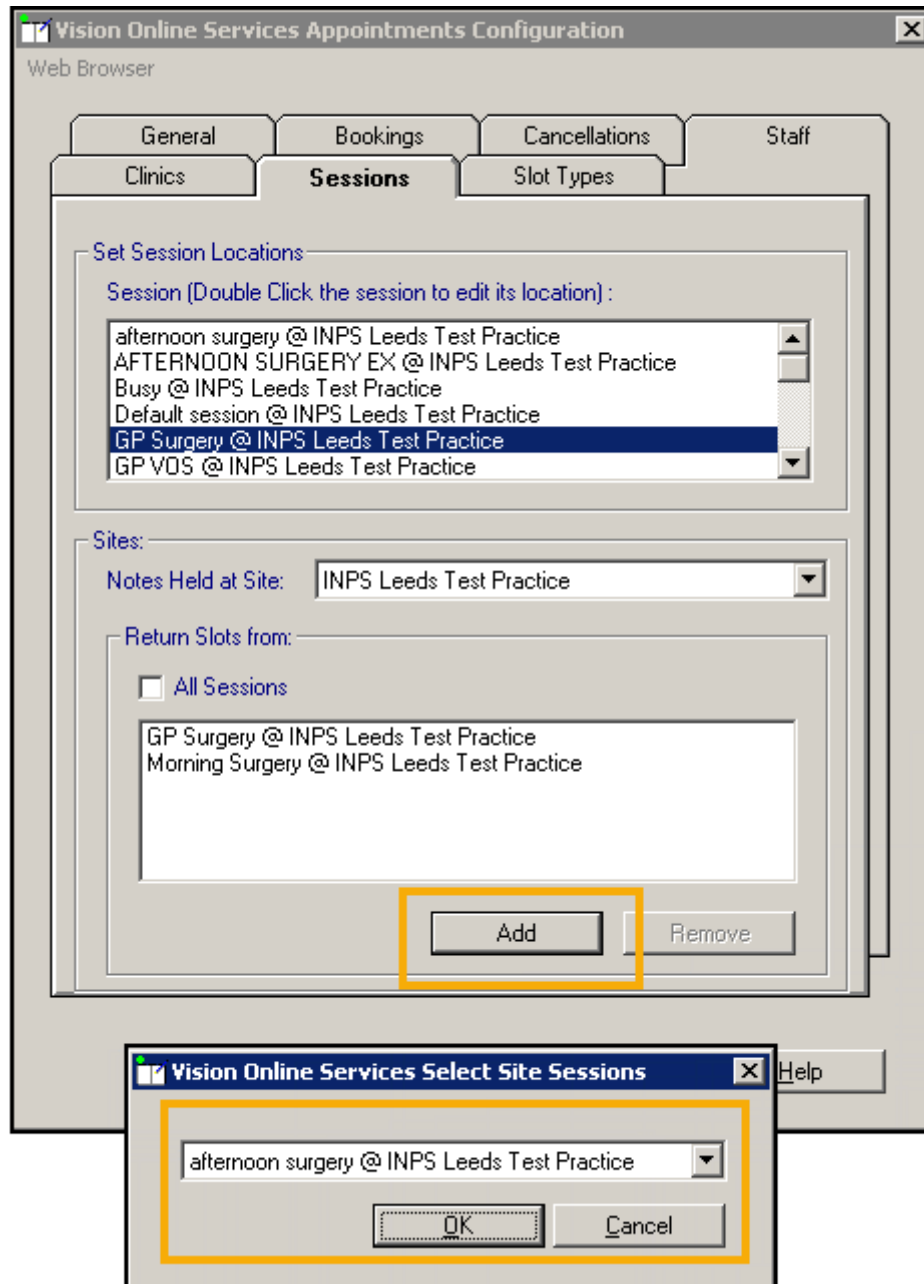 Vision Online Services Appointments Configuration
Web Browser
General Bookings Cancellations Staff
Clinics Sessions Slot Types
Set Session Locations
Session (Double Click the session to edit its location) :
afternoon surgery @ INPS Leeds Test Practice
AFTERNOON SURGERY EX @ INPS Leeds Test Practice
Busy @ INPS Leeds Test Practice
Default session @ INPS Leeds Test Practice
GP Surgery @ INPS Leeds Test Practice
GP VOS @ INPS Leeds Test Practice
Sites:
Notes Held at Site: INPS Leeds Test Practice
Return Slots from:
All Sessions
GP Surgery @ INPS Leeds Test Practice
Morning Surgery @ INPS Leeds Test Practice
Add Remove
Vision Online Services Select Site Sessions
Help
afternoon surgery @ INPS Leeds Test Practice
OK Cancel